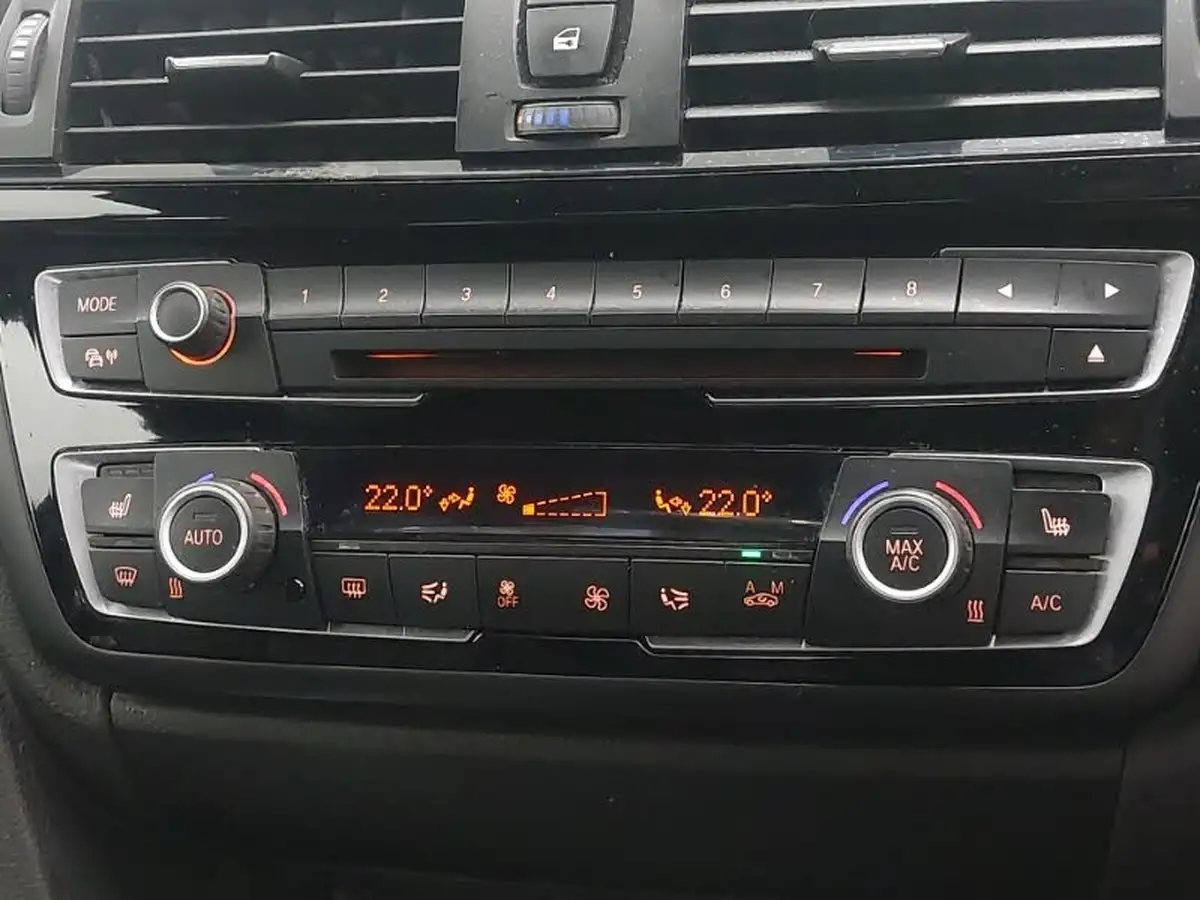 MODE 1 2 3 4 5 6 7 8
22.0° 22.0°
AUTO
MAX
A/C
A M
OFF
A/C